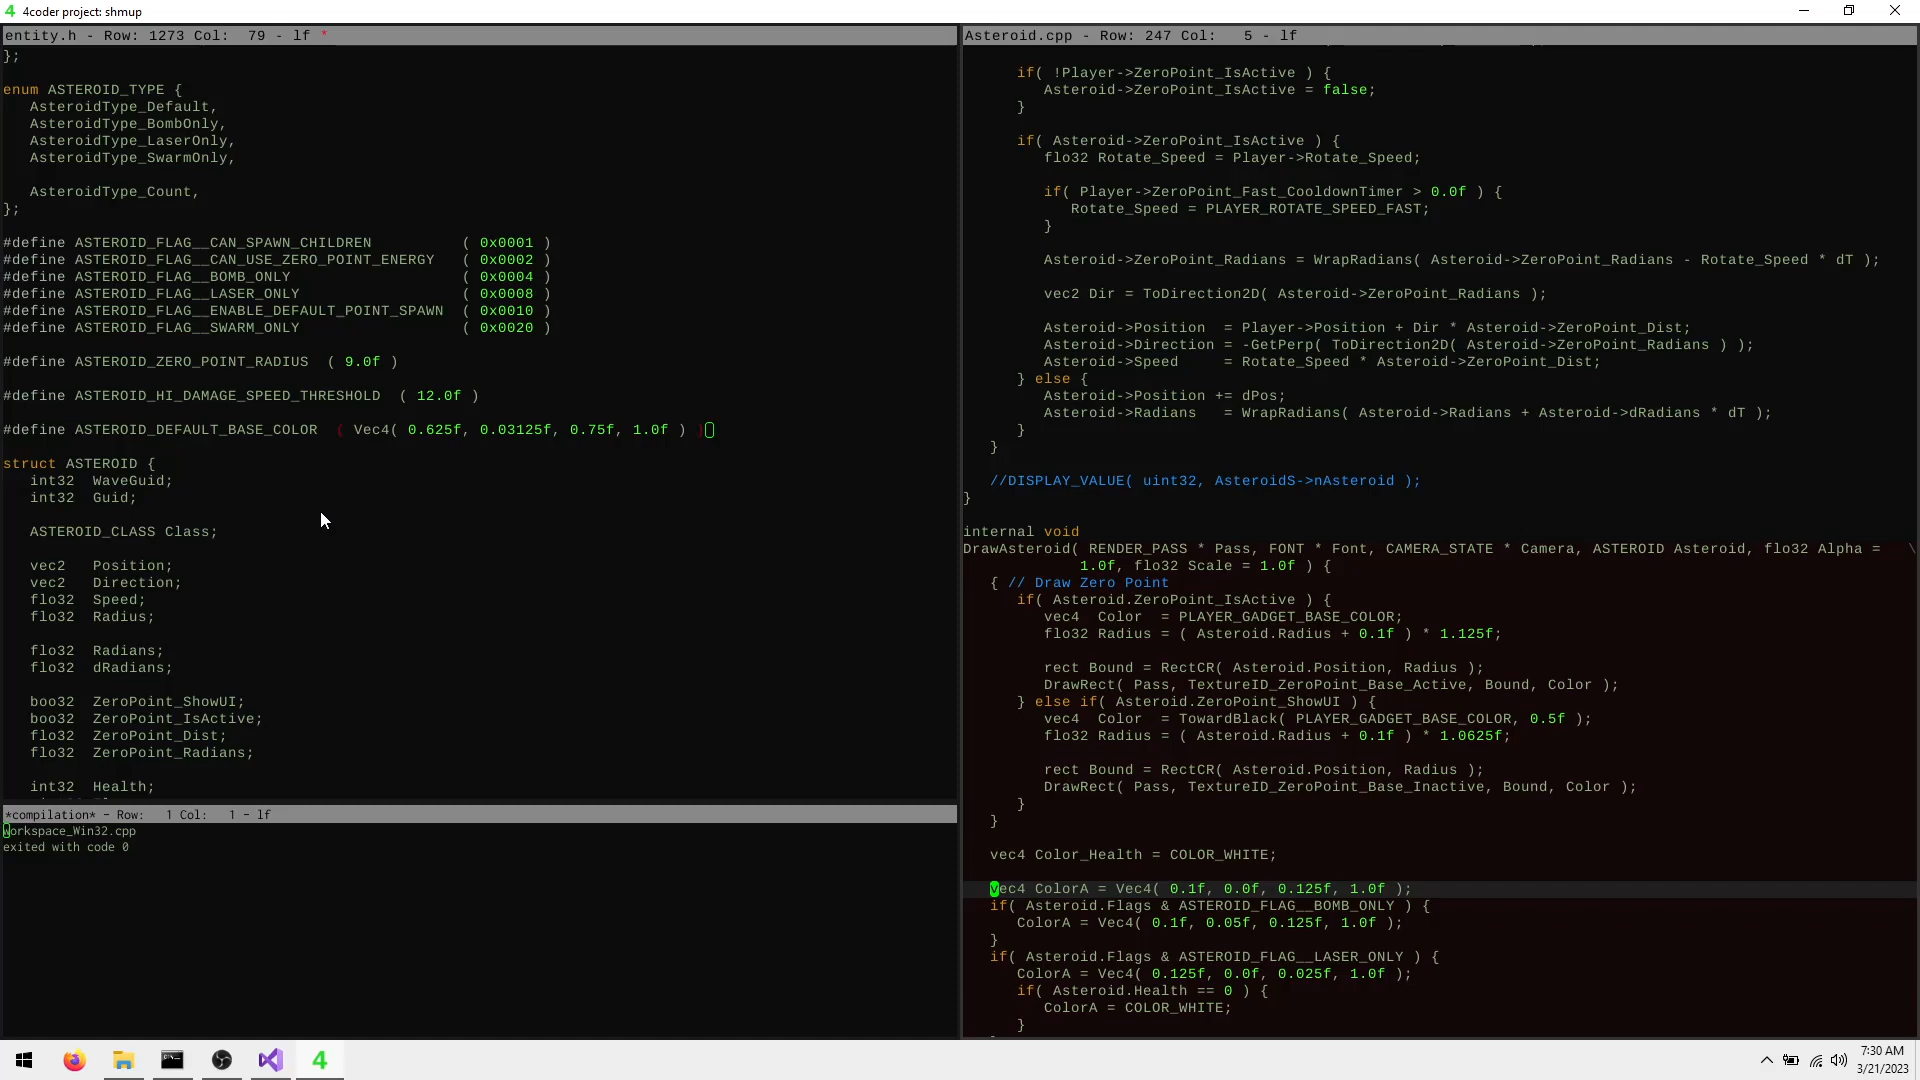 4 4coder project: shmup
entity.h - Row: 1273 Col:  79 - lf *
};
enum ASTEROID_TYPE {
   AsteroidType_Default,
   AsteroidType_BombOnly,
   AsteroidType_LaserOnly,
   AsteroidType_SwarmOnly,
   AsteroidType_Count,
};
#define ASTEROID_FLAG__CAN_SPAWN_CHILDREN          ( 0x0001 )
#define ASTEROID_FLAG__CAN_USE_ZERO_POINT_ENERGY   ( 0x0002 )
#define ASTEROID_FLAG__BOMB_ONLY                   ( 0x0004 )
#define ASTEROID_FLAG__LASER_ONLY                  ( 0x0008 )
#define ASTEROID_FLAG__ENABLE_DEFAULT_POINT_SPAWN  ( 0x0010 )
#define ASTEROID_FLAG__SWARM_ONLY                  ( 0x0020 )
#define ASTEROID_ZERO_POINT_RADIUS  ( 9.0f )
#define ASTEROID_HI_DAMAGE_SPEED_THRESHOLD  ( 12.0f )
#define ASTEROID_DEFAULT_BASE_COLOR  ( Vec4( 0.625f, 0.03125f, 0.75f, 1.0f ) )
struct ASTEROID {
   int32  WaveGuid;
   int32  Guid;
   ASTEROID_CLASS Class;
   vec2   Position;
   vec2   Direction;
   flo32  Speed;
   flo32  Radius;
   flo32  Radians;
   flo32  dRadians;
   boo32  ZeroPoint_ShowUI;
   boo32  ZeroPoint_IsActive;
   flo32  ZeroPoint_Dist;
   flo32  ZeroPoint_Radians;
   int32  Health;
*compilation* - Row:   1 Col:   1 - lf
workspace_Win32.cpp
exited with code 0
Asteroid.cpp - Row: 247 Col:   5 - lf
      if( !Player->ZeroPoint_IsActive ) {
         Asteroid->ZeroPoint_IsActive = false;
      }
      if( Asteroid->ZeroPoint_IsActive ) {
         flo32 Rotate_Speed = Player->Rotate_Speed;
         if( Player->ZeroPoint_Fast_CooldownTimer > 0.0f ) {
            Rotate_Speed = PLAYER_ROTATE_SPEED_FAST;
         }
         Asteroid->ZeroPoint_Radians = WrapRadians( Asteroid->ZeroPoint_Radians - Rotate_Speed * dT );
         vec2 Dir = ToDirection2D( Asteroid->ZeroPoint_Radians );
         Asteroid->Position  = Player->Position + Dir * Asteroid->ZeroPoint_Dist;
         Asteroid->Direction = -GetPerp( ToDirection2D( Asteroid->ZeroPoint_Radians ) );
         Asteroid->Speed     = Rotate_Speed * Asteroid->ZeroPoint_Dist;
      } else {
         Asteroid->Position += dPos;
         Asteroid->Radians   = WrapRadians( Asteroid->Radians + Asteroid->dRadians * dT );
      }
   }
   //DISPLAY_VALUE( uint32, AsteroidS->nAsteroid );
}
internal void
DrawAsteroid( RENDER_PASS * Pass, FONT * Font, CAMERA_STATE * Camera, ASTEROID Asteroid, flo32 Alpha =   \
             1.0f, flo32 Scale = 1.0f ) {
   { // Draw Zero Point
      if( Asteroid.ZeroPoint_IsActive ) {
         vec4  Color  = PLAYER_GADGET_BASE_COLOR;
         flo32 Radius = ( Asteroid.Radius + 0.1f ) * 1.125f;
         rect Bound = RectCR( Asteroid.Position, Radius );
         DrawRect( Pass, TextureID_ZeroPoint_Base_Active, Bound, Color );
      } else if( Asteroid.ZeroPoint_ShowUI ) {
         vec4  Color  = TowardBlack( PLAYER_GADGET_BASE_COLOR, 0.5f );
         flo32 Radius = ( Asteroid.Radius + 0.1f ) * 1.0625f;
         rect Bound = RectCR( Asteroid.Position, Radius );
         DrawRect( Pass, TextureID_ZeroPoint_Base_Inactive, Bound, Color );
      }
   }
   vec4 Color_Health = COLOR_WHITE;
   vec4 ColorA = Vec4( 0.1f, 0.0f, 0.125f, 1.0f );
   if( Asteroid.Flags & ASTEROID_FLAG__BOMB_ONLY ) {
      ColorA = Vec4( 0.1f, 0.05f, 0.125f, 1.0f );
   }
   if( Asteroid.Flags & ASTEROID_FLAG__LASER_ONLY ) {
      ColorA = Vec4( 0.125f, 0.0f, 0.025f, 1.0f );
      if( Asteroid.Health == 0 ) {
         ColorA = COLOR_WHITE;
      }
4
7:30 AM
3/21/2023